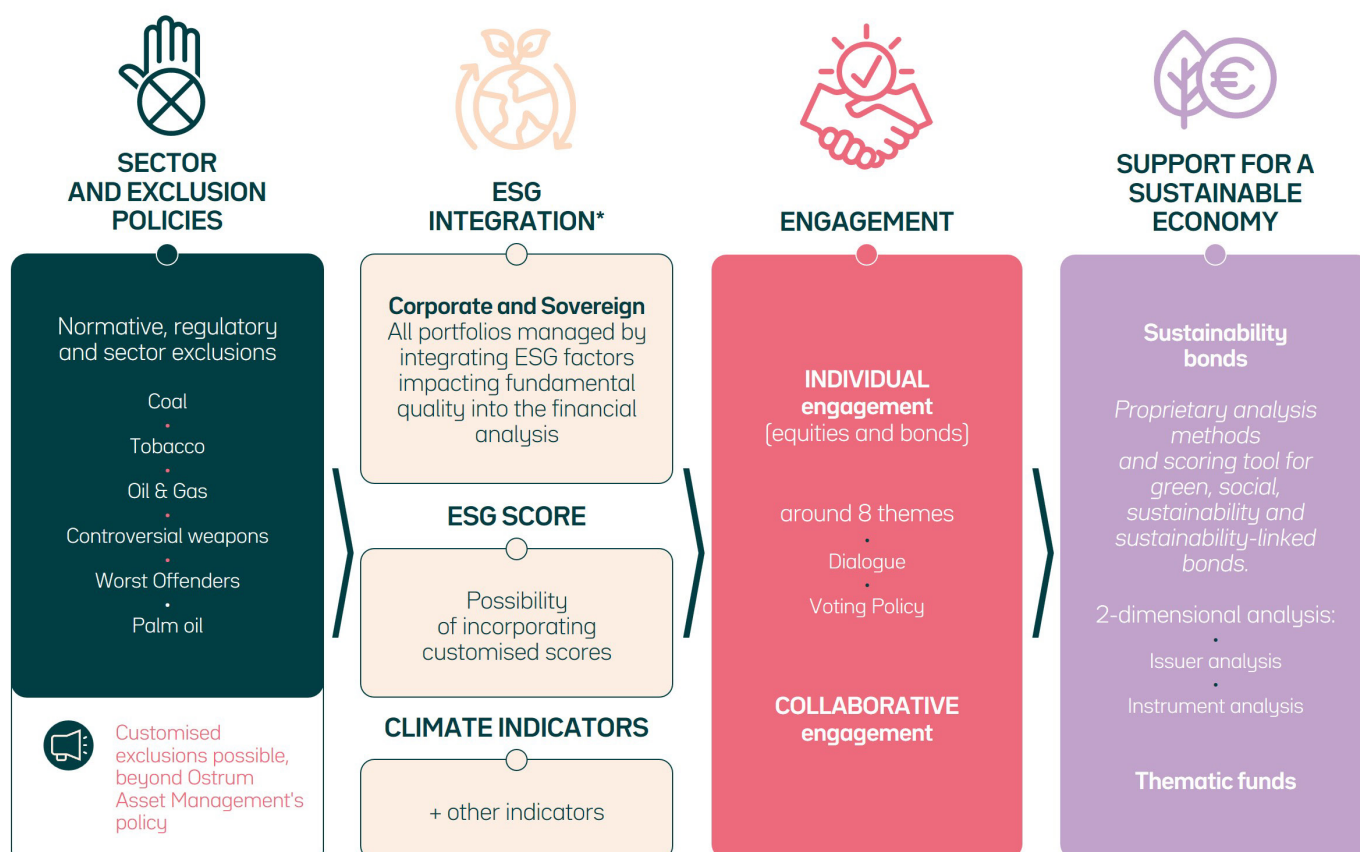 SECTOR
AND EXCLUSION
POLICIES
Normative, regulatory
and sector exclusions
Coal
•
Tobacco
•
Oil & Gas
•
Controversial weapons
•
Worst Offenders
•
Palm oil
Customised
exclusions possible,
beyond Ostrum
Asset Management's
policy
ESG
INTEGRATION*
Corporate and Sovereign
All portfolios managed by
integrating ESG factors
impacting fundamental
quality into the financial
analysis
ESG SCORE
Possibility
of incorporating
customised scores
CLIMATE INDICATORS
+ other indicators
ENGAGEMENT
INDIVIDUAL
engagement
(equities and bonds)
around 8 themes
•
Dialogue
•
Voting Policy
COLLABORATIVE
engagement
€
SUPPORT FOR A
SUSTAINABLE
ECONOMY
Sustainability
bonds
Proprietary analysis
methods
and scoring tool for
green, social,
sustainability and
sustainability-linked
bonds.
2-dimensional analysis:
•
Issuer analysis
•
Instrument analysis
Thematic funds